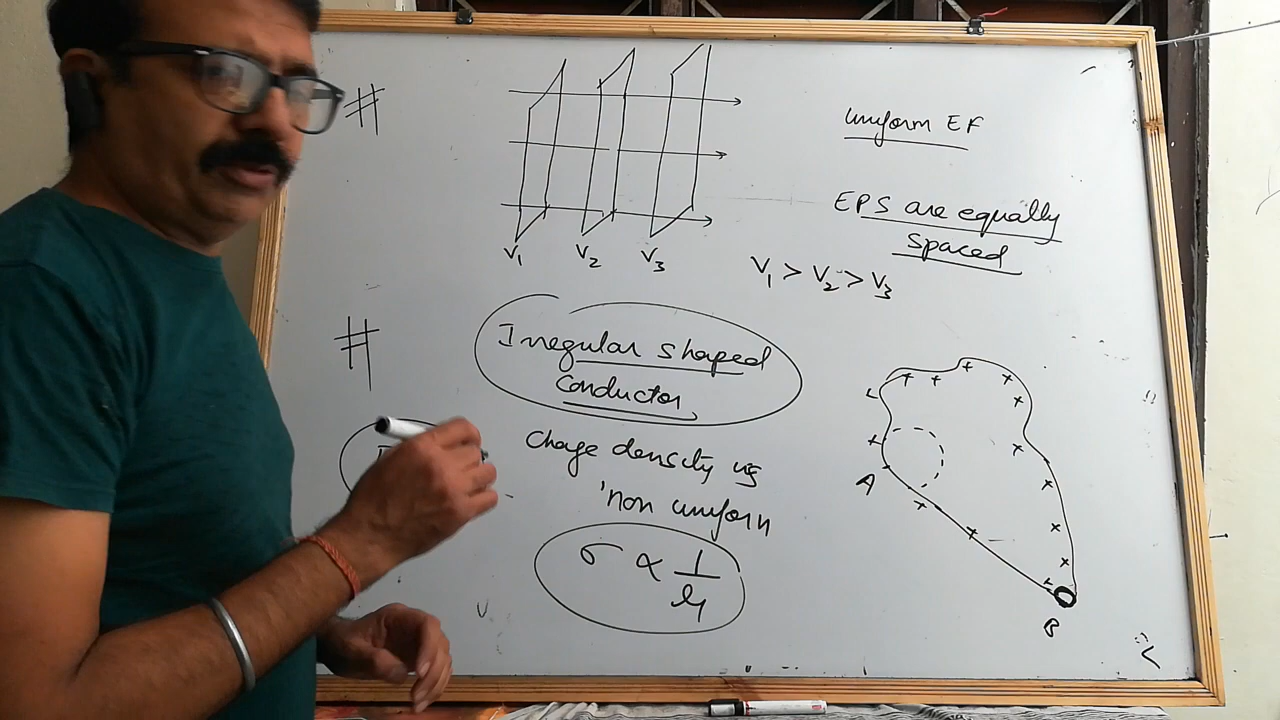 #
Uniform EF
EPS are equally
spaced
V₁ V₂ V₃
V₁ > V₂ > V₃
#
Irregular shaped
Conductor
Charge density is
non uniform
σ ∝ 1/r
A
B